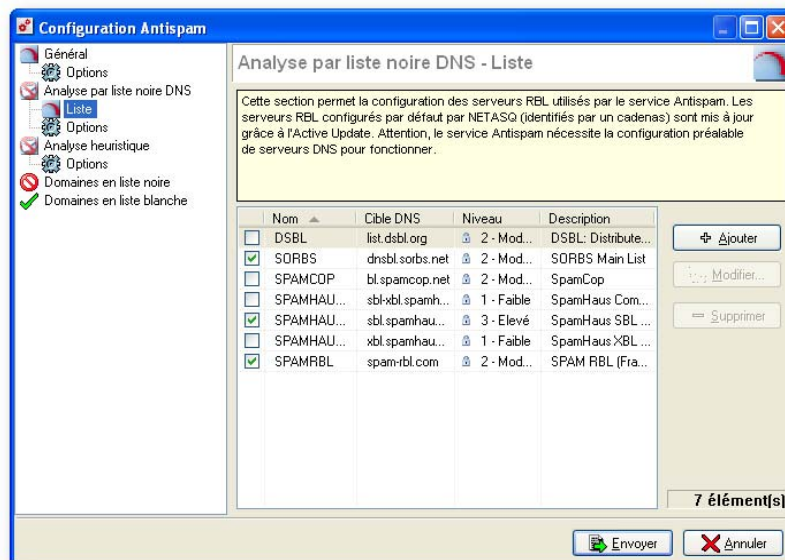 Configuration Antispam
Général
Options
Analyse par liste noire DNS
Liste
Options
Analyse heuristique
Options
Domaines en liste noire
Domaines en liste blanche
Analyse par liste noire DNS - Liste
Cette section permet la configuration des serveurs RBL utilisés par le service Antispam. Les
serveurs RBL configurés par défaut par NETASQ (identifiés par un cadenas) sont mis à jour
grâce à l'Active Update. Attention, le service Antispam nécessite la configuration préalable
de serveurs DNS pour fonctionner.
Nom Cible DNS Niveau Description
DSBL list.dsbl.org 2 - Mod... DSBL: Distribute...
SORBS dnsbl.sorbs.net 2 - Mod... SORBS Main List
SPAMCOP bl.spamcop.net 2 - Mod... SpamCop
SPAMHAU... sbl-xbl.spamh... 1 - Faible SpamHaus Com...
SPAMHAU... sbl.spamhau... 3 - Elevé SpamHaus SBL ...
SPAMHAU... xbl.spamhau... 1 - Faible SpamHaus XBL ...
SPAMRBL spam-rbl.com 2 - Mod... SPAM RBL (Fra...
Ajouter
Modifier...
Supprimer
7 élément(s)
Envoyer
Annuler